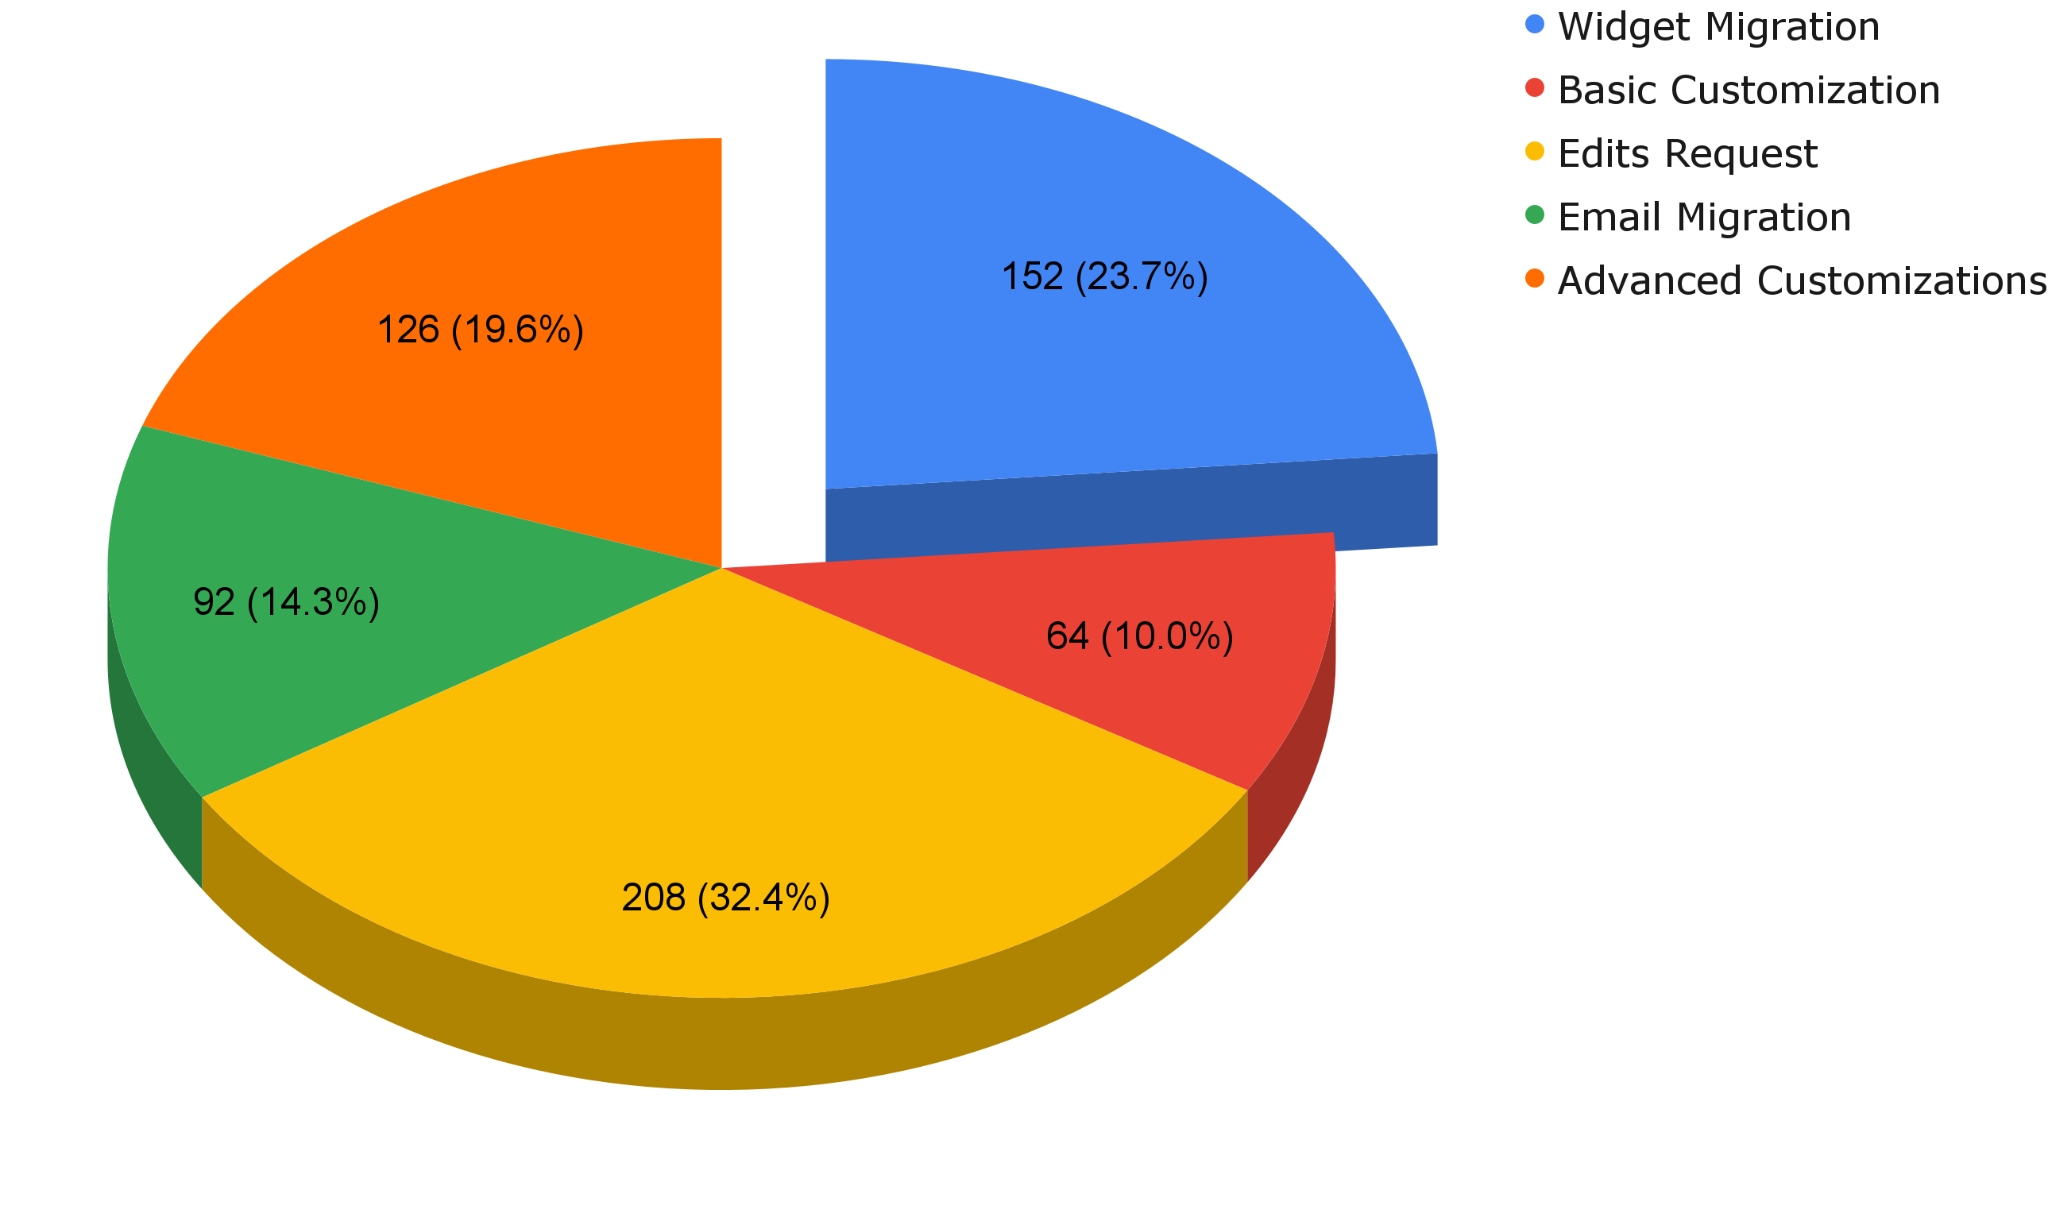 Widget Migration
Basic Customization
Edits Request
Email Migration
Advanced Customizations
152 (23.7%)
126 (19.6%)
92 (14.3%)
64 (10.0%)
208 (32.4%)